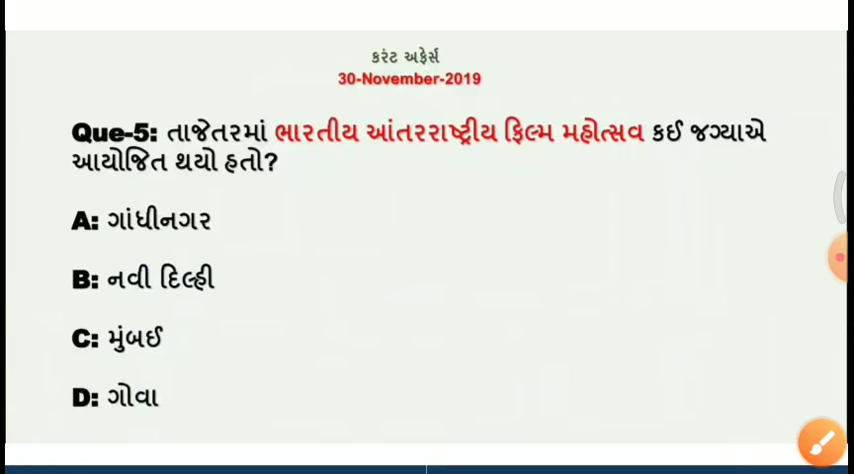 કરંટ અફેર્સ
30-November-2019
Que-5: તાજેતરમાં ભારતીય આંતરરાષ્ટ્રીય ફિલ્મ મહોત્સવ કઈ જગ્યાએ
આયોજિત થયો હતો?
A: ગાંધીનગર
B: નવી દિલ્હી
C: મુંબઈ
D: ગોવા